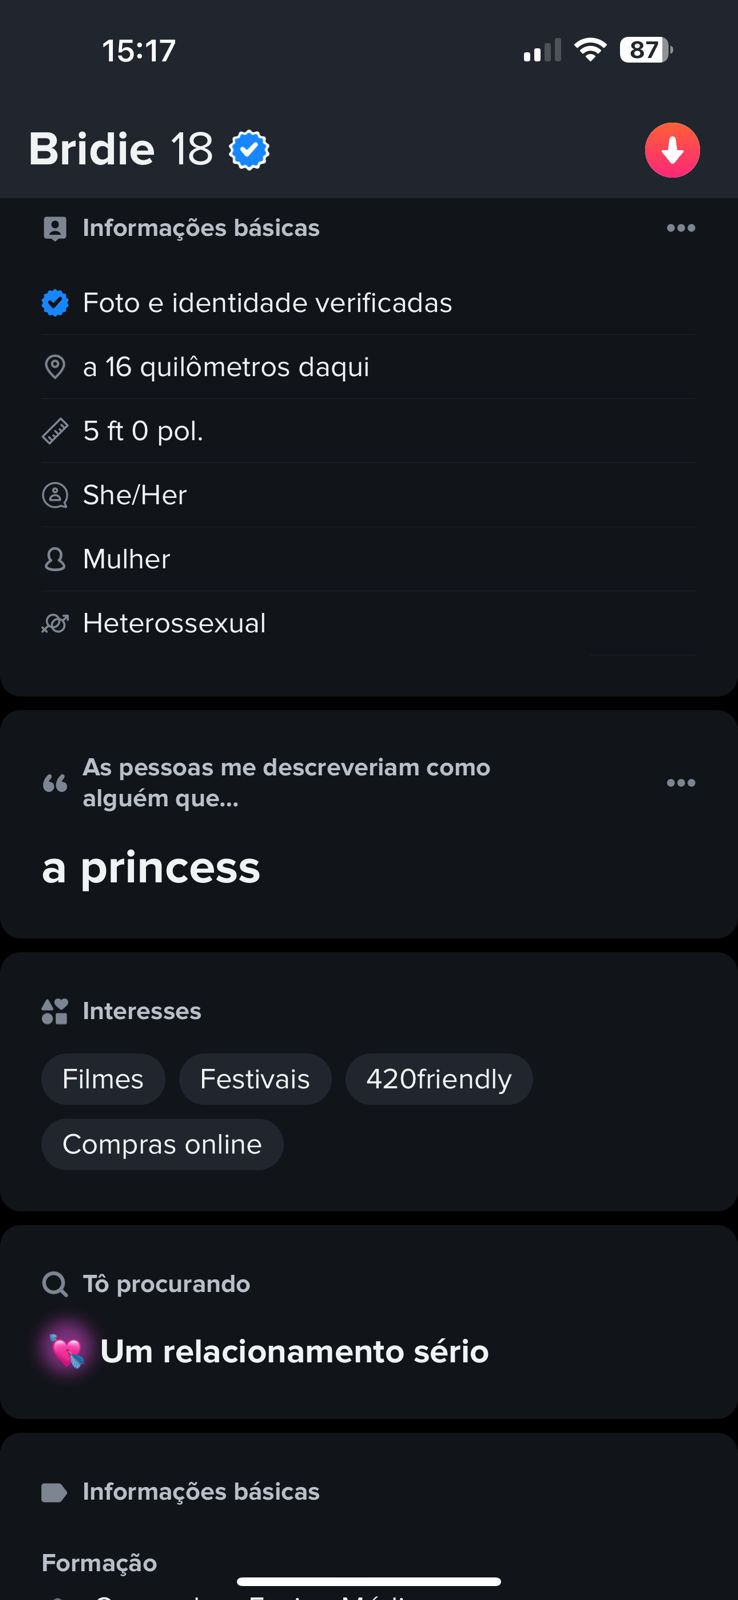 15:17
87
Bridie 18
Informações básicas
Foto e identidade verificadas
a 16 quilômetros daqui
5 ft 0 pol.
She/Her
Mulher
Heterossexual
As pessoas me descreveriam como
alguém que...
a princess
Interesses
Filmes Festivais 420friendly
Compras online
Tô procurando
Um relacionamento sério
Informações básicas
Formação